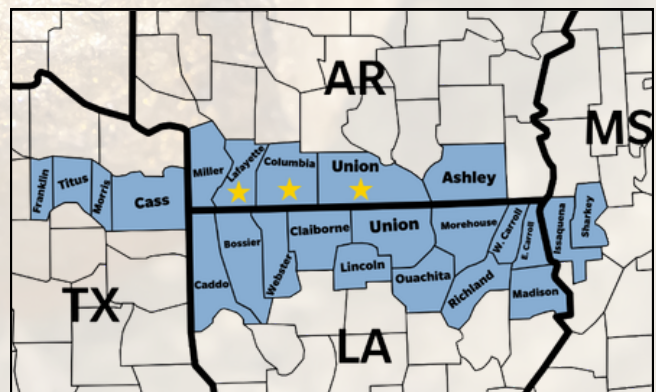 AR
MS
TX
LA
Franklin
Titus
Morris
Cass
Miller
Lafayette
Columbia
Union
Ashley
Caddo
Bossier
Webster
Claiborne
Union
Lincoln
Morehouse
Ouachita
W. Carroll
E. Carroll
Richland
Madison
Issaquena
Sharkey